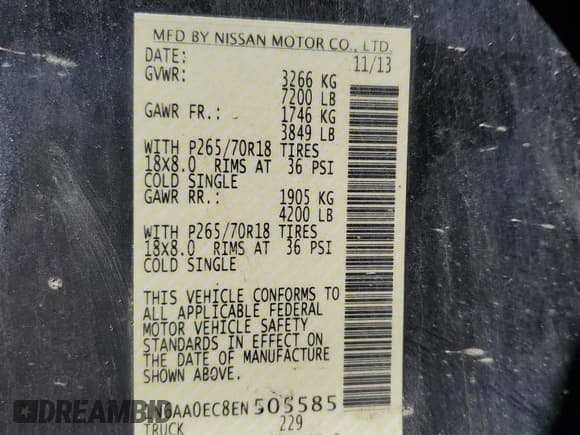 MFD BY NISSAN MOTOR CO., LTD.
DATE: 11/13
GVWR: 3266 KG
7200 LB
GAWR FR.: 1746 KG
3849 LB
WITH P265/70R18 TIRES
18X8.0 RIMS AT 36 PSI
COLD SINGLE
GAWR RR.: 1905 KG
4200 LB
WITH P265/70R18 TIRES
18X8.0 RIMS AT 36 PSI
COLD SINGLE
THIS VEHICLE CONFORMS TO
ALL APPLICABLE FEDERAL
MOTOR VEHICLE SAFETY
STANDARDS IN EFFECT ON
THE DATE OF MANUFACTURE
SHOWN ABOVE.
505585
TRUCK 229
DREAMBID